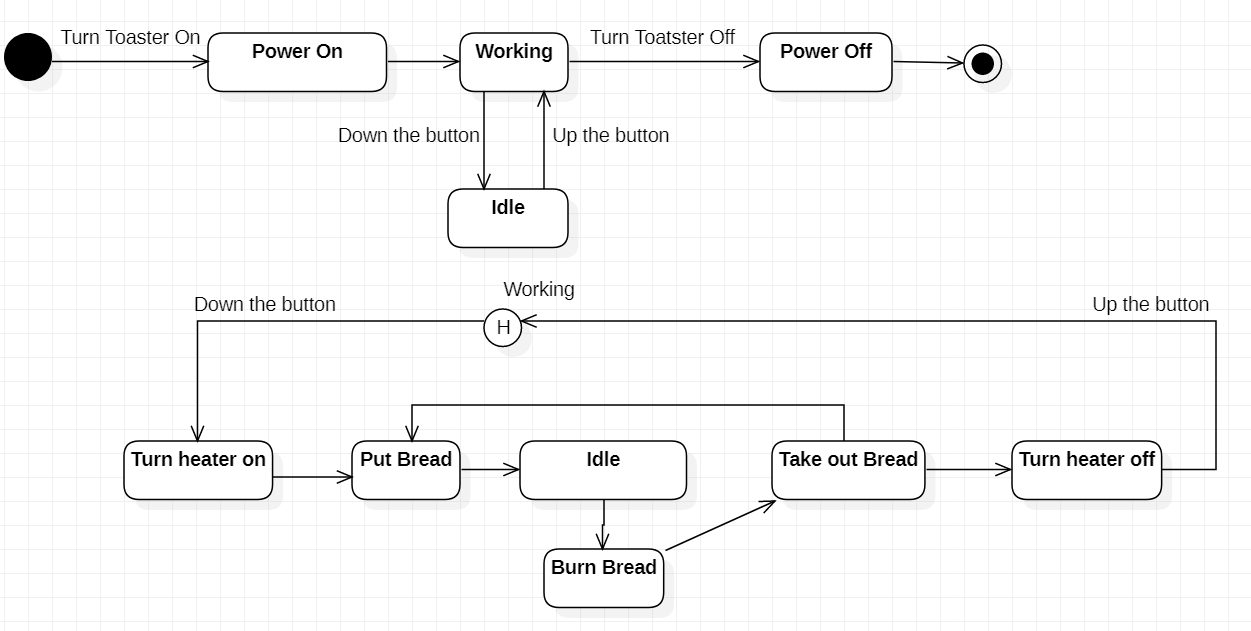 Turn Toaster On
Power On
Working
Turn Toatster Off
Power Off
Down the button
Up the button
Idle
Working
Down the button
H
Up the button
Turn heater on
Put Bread
Idle
Take out Bread
Turn heater off
Burn Bread